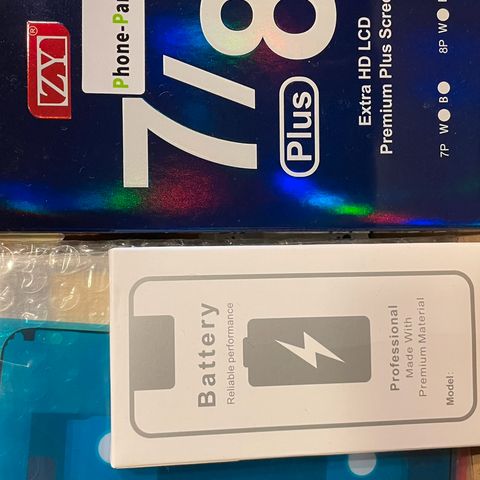 ZY®
Phone-Par
7/8
Plus
Extra HD LCD
Premium Plus Scree
7P W B
8P W
Battery
Reliable performance
Professional
Made With
Premium Material
Model: